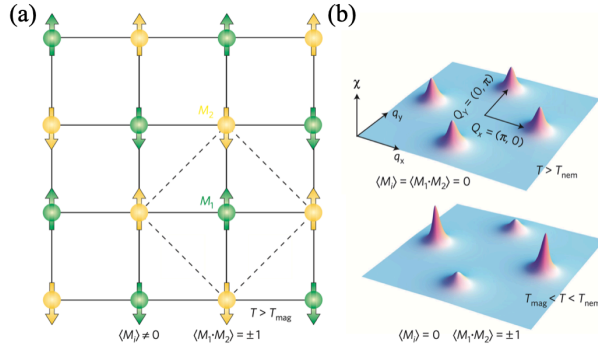 (a)
M₂
M₁
T > Tmag
⟨Mᵢ⟩ ≠ 0 ⟨M₁·M₂⟩ = ±1
(b)
χ
qy
qx
QY = (0, π)
Qx = (π, 0)
T > Tnem
⟨Mᵢ⟩ = ⟨M₁·M₂⟩ = 0
Tmag < T < Tnem
⟨Mᵢ⟩ = 0 ⟨M₁·M₂⟩ = ±1